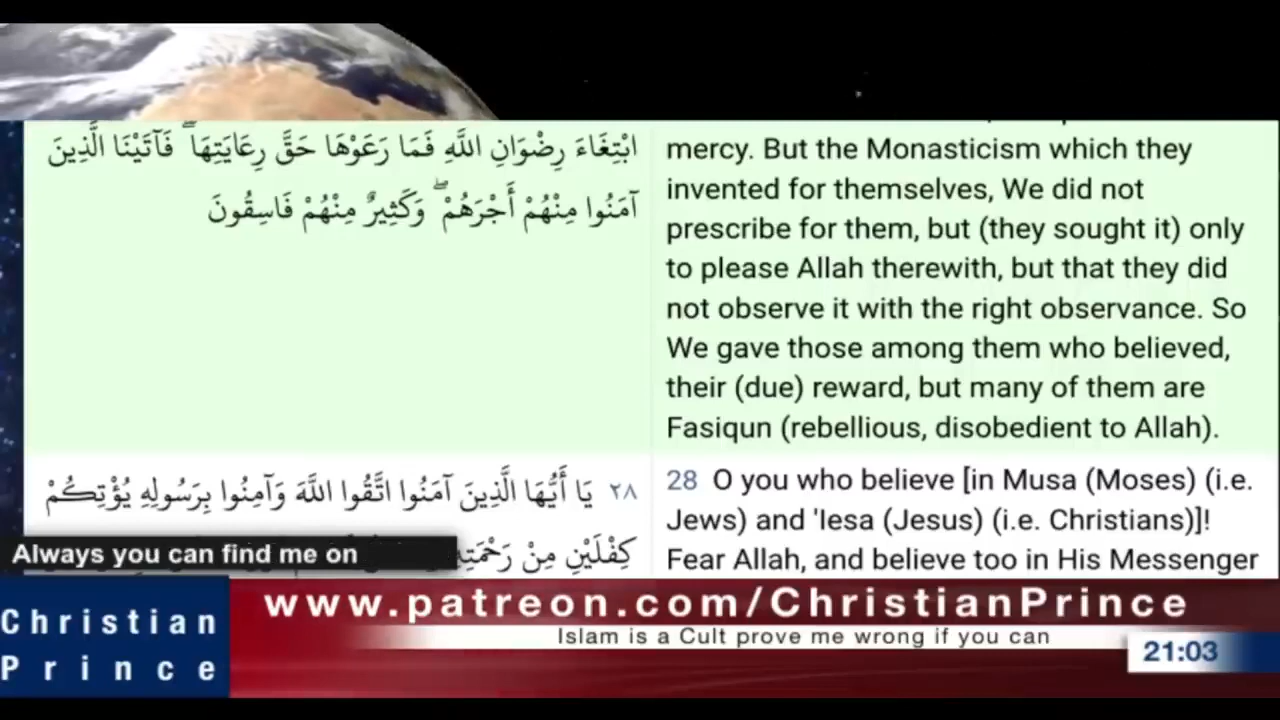 ابْتِغَاءَ رِضْوَانِ اللَّهِ فَمَا رَعَوْهَا حَقَّ رِعَايَتِهَا ۖ فَآتَيْنَا الَّذِينَ
آمَنُوا مِنْهُمْ أَجْرَهُمْ ۖ وَكَثِيرٌ مِنْهُمْ فَاسِقُونَ
mercy. But the Monasticism which they
invented for themselves, We did not
prescribe for them, but (they sought it) only
to please Allah therewith, but that they did
not observe it with the right observance. So
We gave those among them who believed,
their (due) reward, but many of them are
Fasiqun (rebellious, disobedient to Allah).
٢٨ يَا أَيُّهَا الَّذِينَ آمَنُوا اتَّقُوا اللَّهَ وَآمِنُوا بِرَسُولِهِ يُؤْتِكُمْ
كِفْلَيْنِ مِنْ
28 O you who believe [in Musa (Moses) (i.e.
Jews) and 'Iesa (Jesus) (i.e. Christians)]!
Fear Allah, and believe too in His Messenger
Always you can find me on
Christian
Prince
www.patreon.com/ChristianPrince
Islam is a Cult prove me wrong if you can
21:03